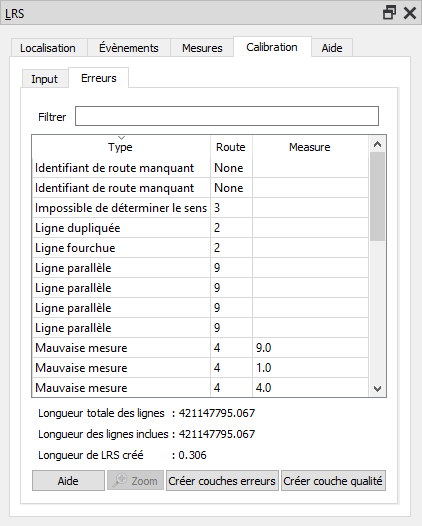 LRS
Localisation Évènements Mesures Calibration Aide
Input Erreurs
Filtrer
Type Route Measure
Identifiant de route manquant None
Identifiant de route manquant None
Impossible de déterminer le sens 3
Ligne dupliquée 2
Ligne fourchue 2
Ligne parallèle 9
Ligne parallèle 9
Ligne parallèle 9
Ligne parallèle 9
Mauvaise mesure 4 9.0
Mauvaise mesure 4 1.0
Mauvaise mesure 4 4.0
Longueur totale des lignes : 421147795.067
Longueur des lignes inclues : 421147795.067
Longueur de LRS créé : 0.306
Aide Zoom Créer couches erreurs Créer couche qualité